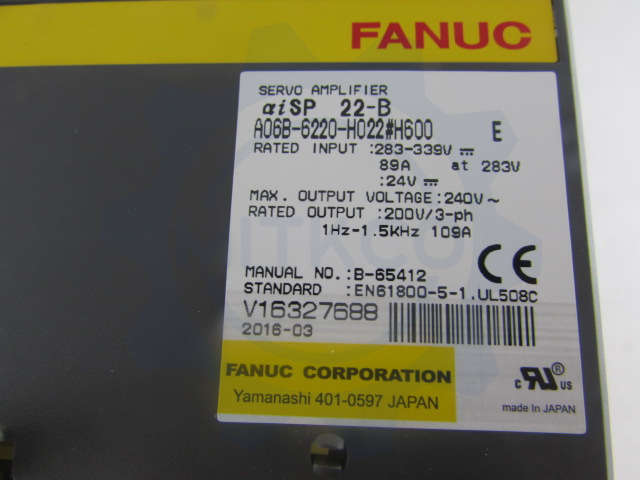 FANUC
SERVO AMPLIFIER
αiSP 22-B
A06B-6220-H022#H600 E
RATED INPUT :283-339V ⎓
89A at 283V
:24V ⎓
MAX. OUTPUT VOLTAGE :240V ~
RATED OUTPUT :200V/3-ph
1Hz-1.5KHz 109A
MANUAL NO. :B-65412
CE
STANDARD :EN61800-5-1.UL508C
V16327688
2016-03
FANUC CORPORATION
Yamanashi 401-0597 JAPAN
c RU ® US
made In JAPAN